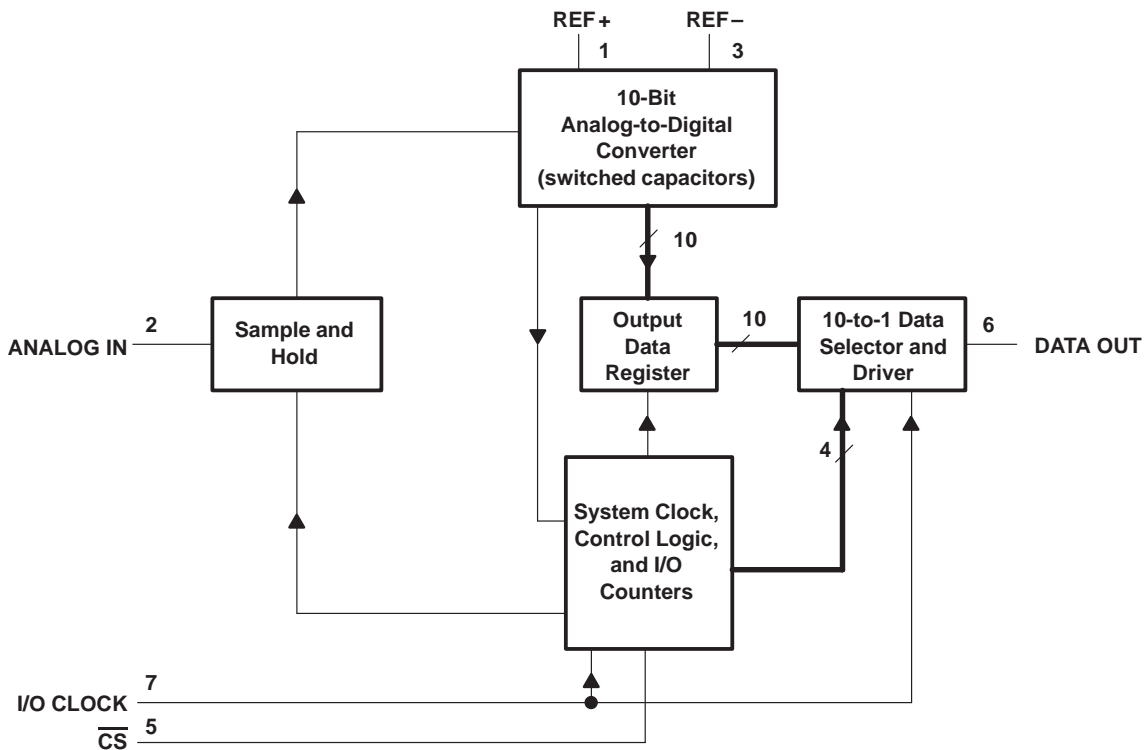 REF+
REF–
1
3
10-Bit
Analog-to-Digital
Converter
(switched capacitors)
10
2
ANALOG IN
Sample and
Hold
Output
Data
Register
10
10-to-1 Data
Selector and
Driver
6
DATA OUT
4
System Clock,
Control Logic,
and I/O
Counters
7
I/O CLOCK
5
C̅S̅